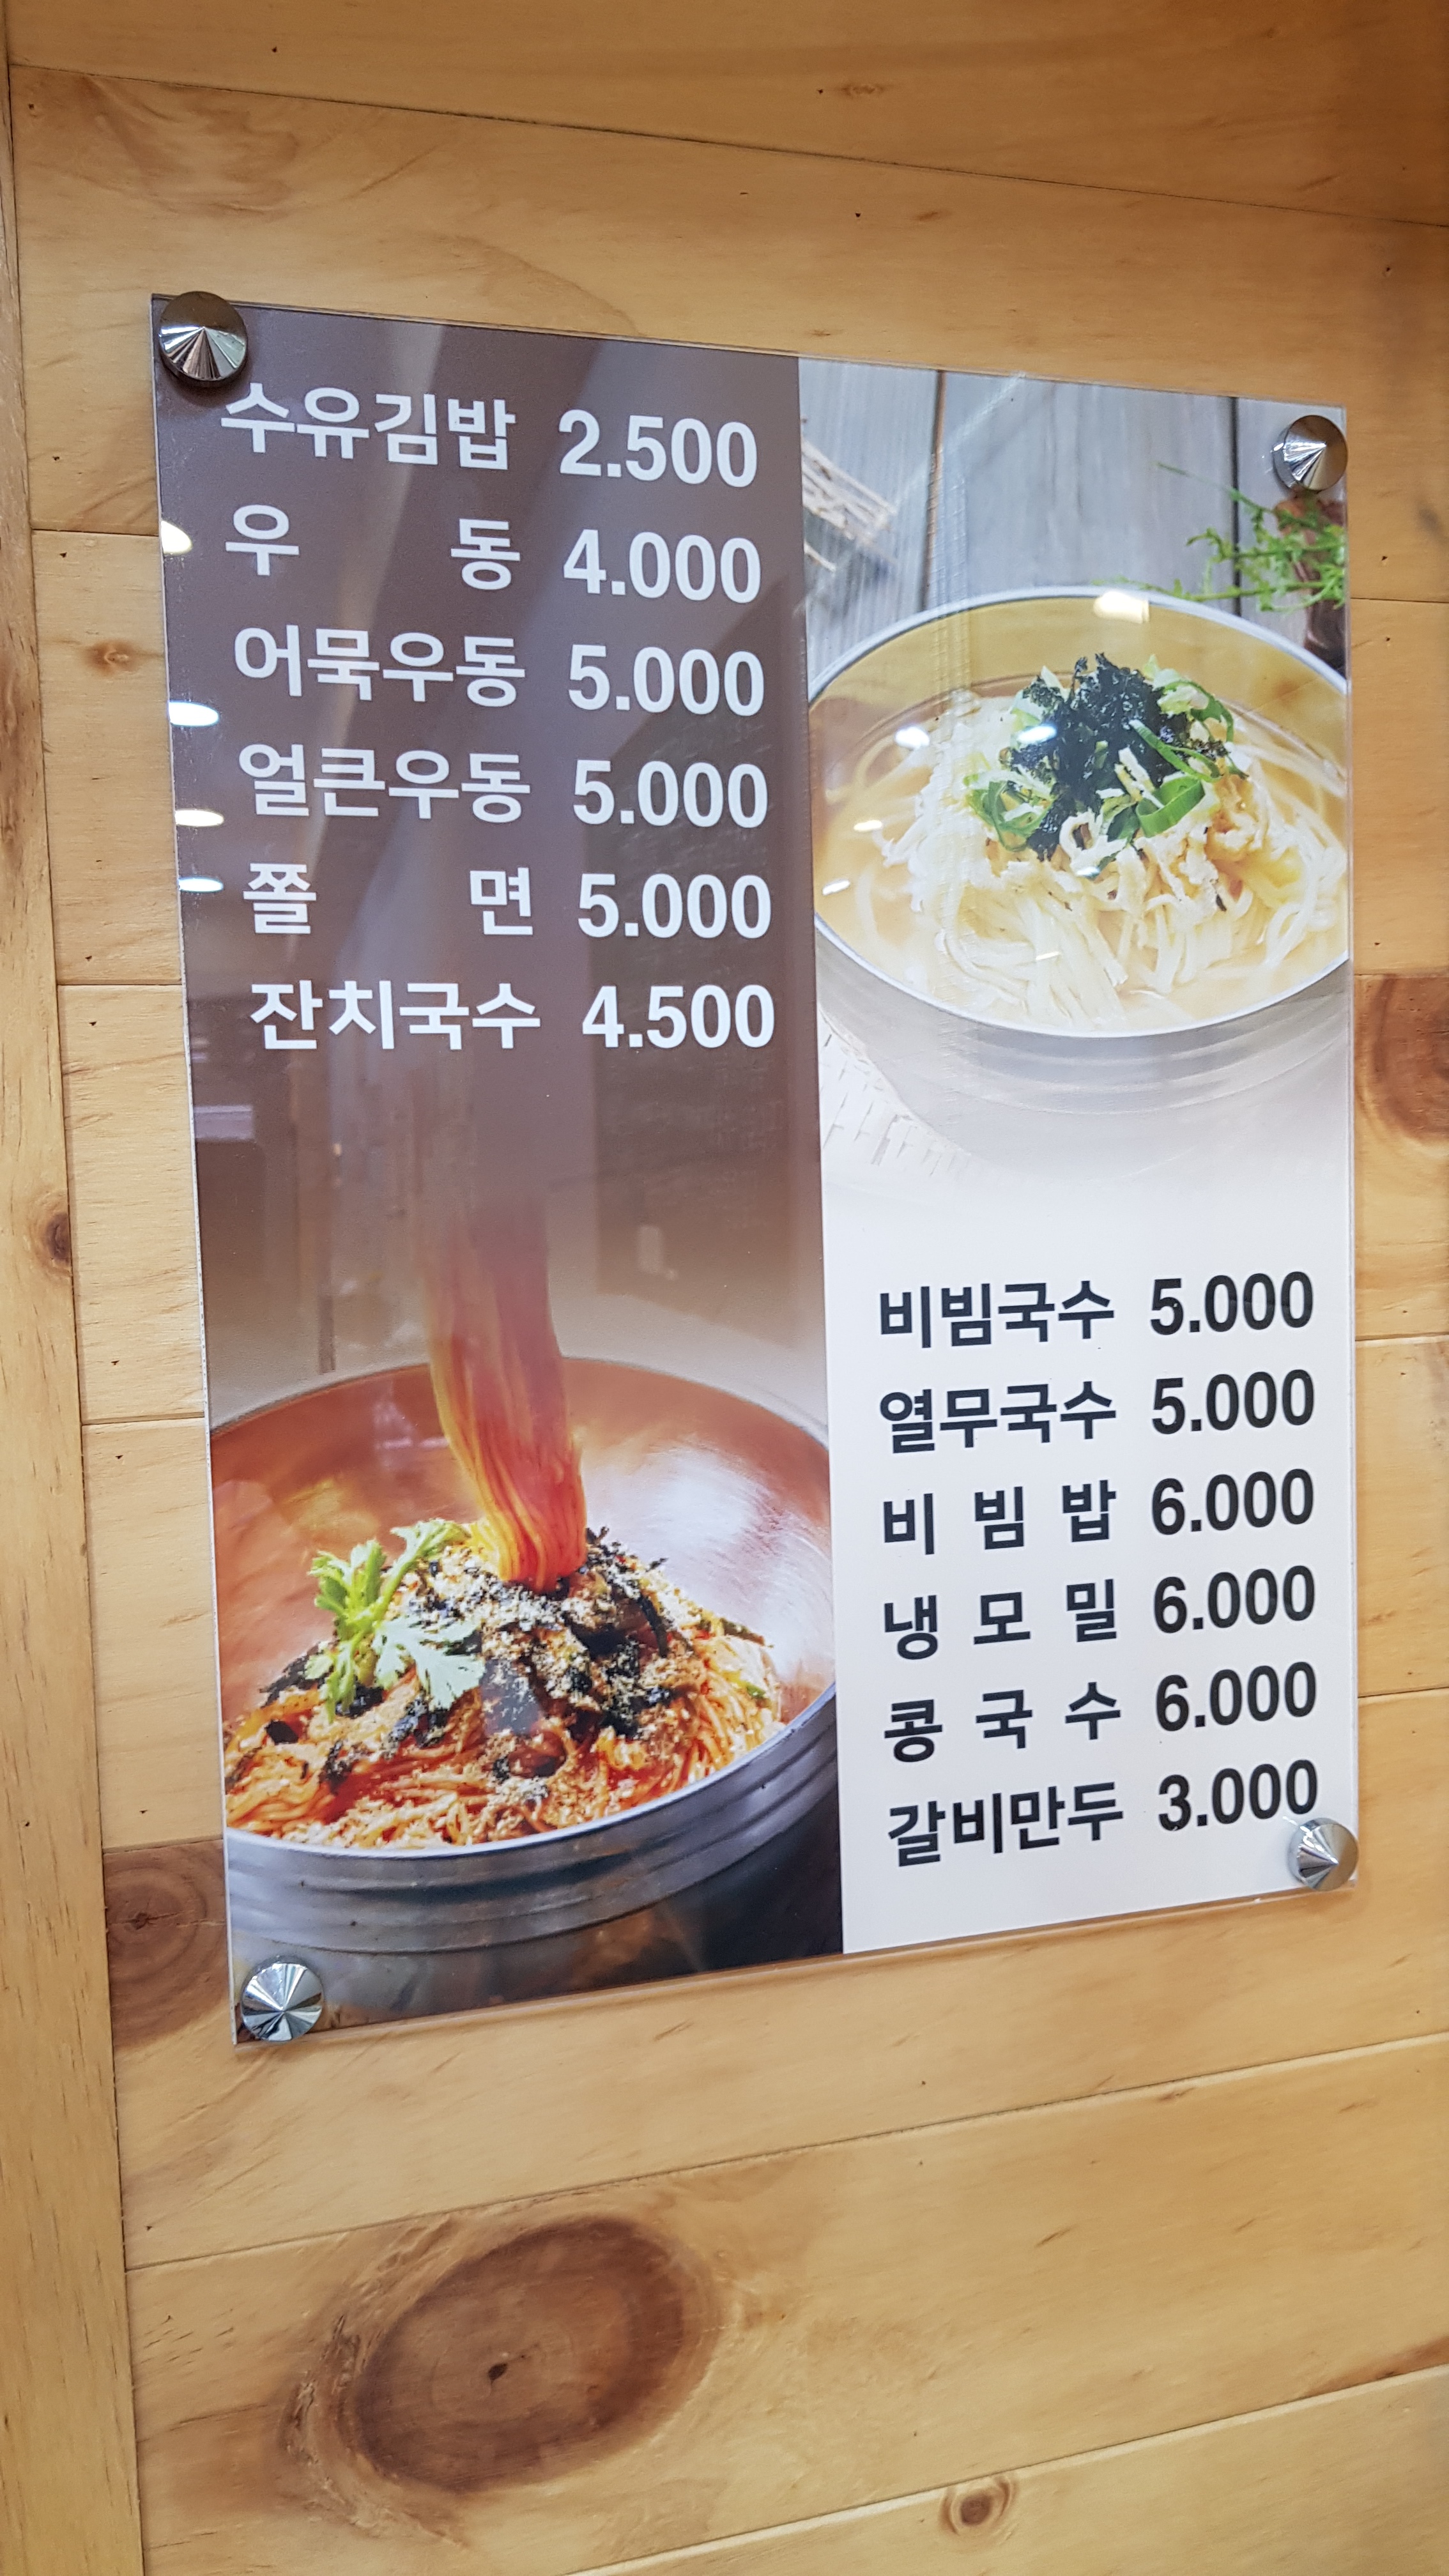 수유김밥 2.500
우 동 4.000
어묵우동 5.000
얼큰우동 5.000
쫄 면 5.000
잔치국수 4.500
비빔국수 5.000
열무국수 5.000
비 빔 밥 6.000
냉 모 밀 6.000
콩 국 수 6.000
갈비만두 3.000